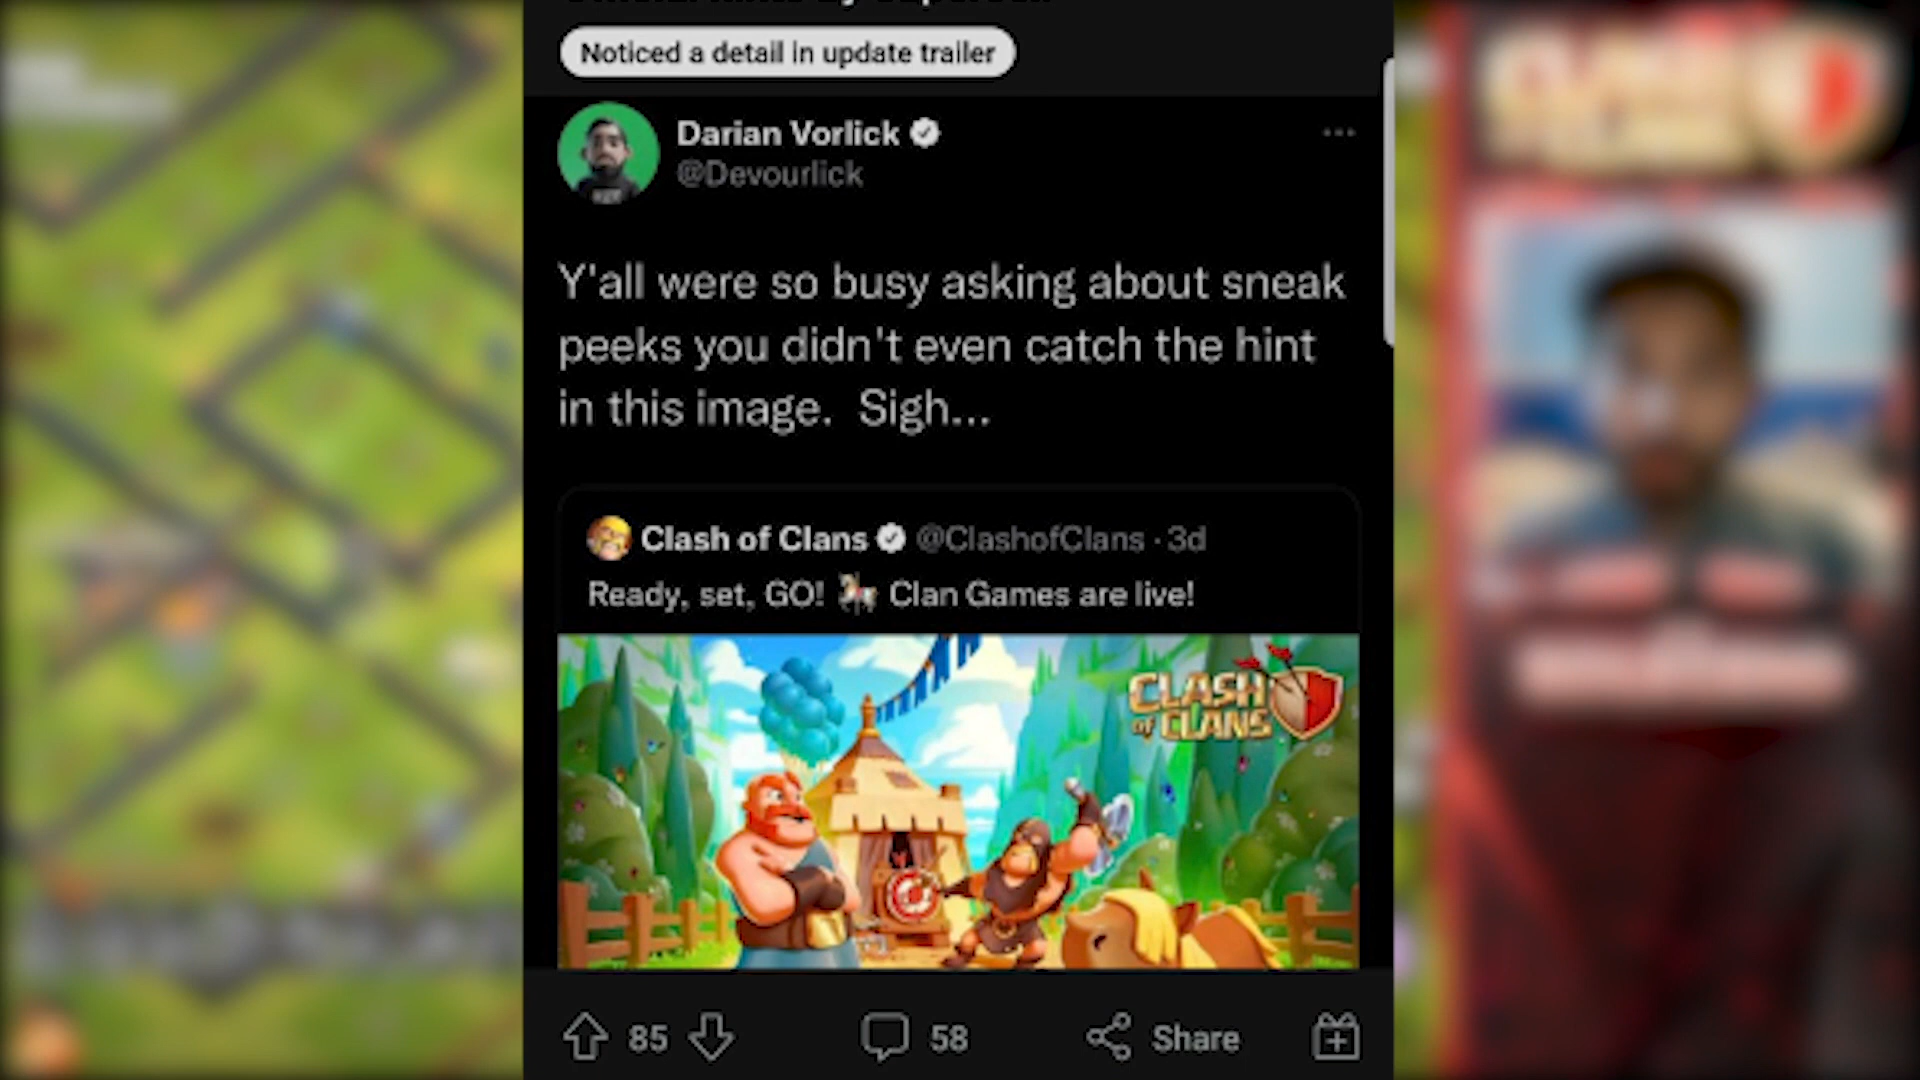 Noticed a detail in update trailer
Darian Vorlick
@Devourlick
Y'all were so busy asking about sneak
peeks you didn't even catch the hint
in this image. Sigh...
Clash of Clans @ClashofClans · 3d
Ready, set, GO! Clan Games are live!
CLASH
OF CLANS
85
58
Share